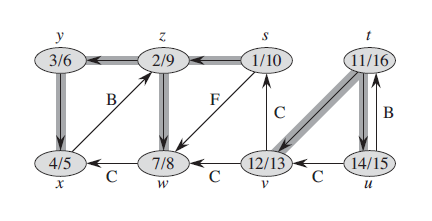 y z s t
3/6 2/9 1/10 11/16
B F C B
4/5 7/8 12/13 14/15
x C w C v C u